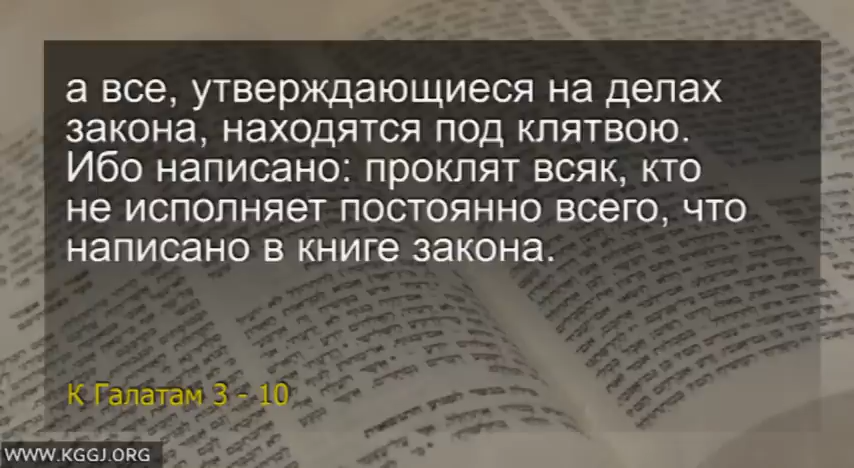 а все, утверждающиеся на делах
закона, находятся под клятвою.
Ибо написано: проклят всяк, кто
не исполняет постоянно всего, что
написано в книге закона.
К Галатам 3 - 10
WWW.KGGJ.ORG